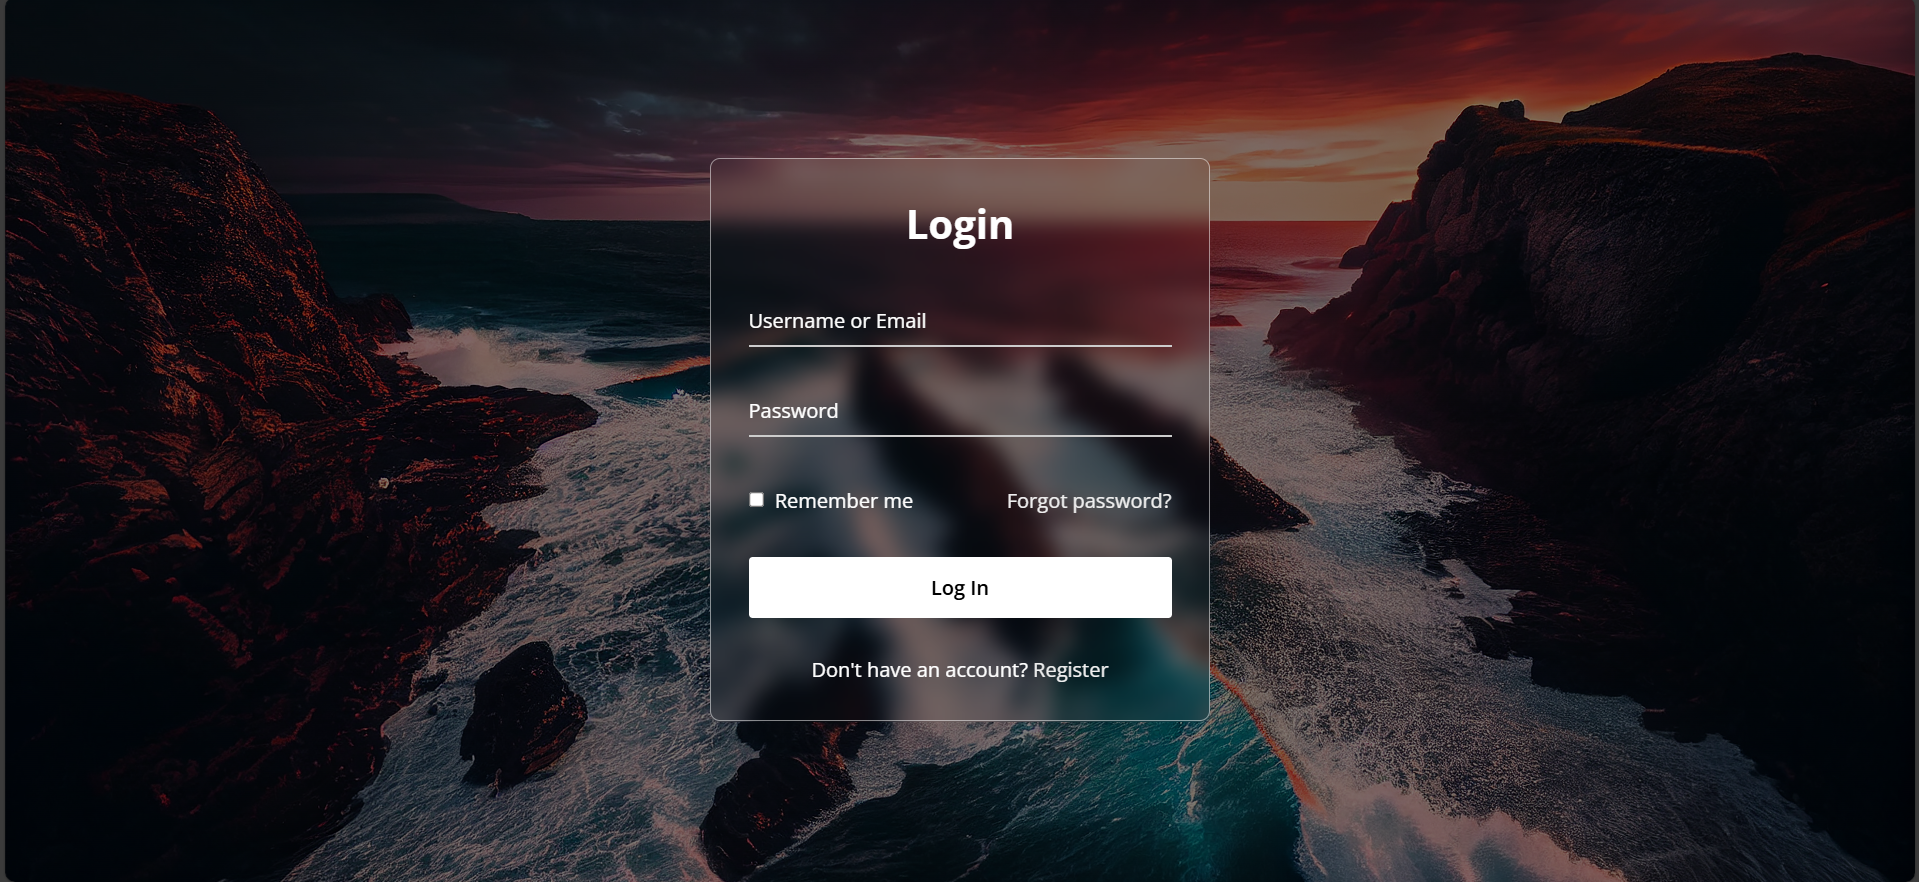 Login
Username or Email
Password
Remember me
Forgot password?
Log In
Don't have an account? Register